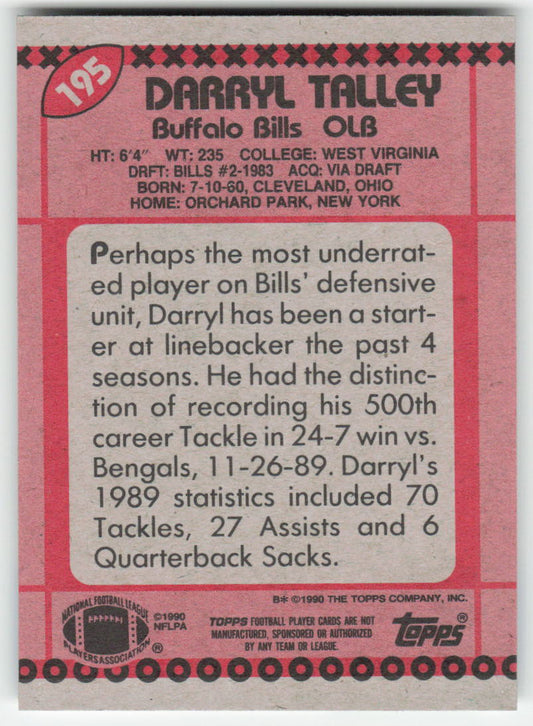 195
DARRYL TALLEY
Buffalo Bills OLB
HT: 6'4" WT: 235 COLLEGE: WEST VIRGINIA
DRFT: BILLS #2-1983 ACQ: VIA DRAFT
BORN: 7-10-60, CLEVELAND, OHIO
HOME: ORCHARD PARK, NEW YORK
Perhaps the most underrat-
ed player on Bills' defensive
unit, Darryl has been a start-
er at linebacker the past 4
seasons. He had the distinc-
tion of recording his 500th
career Tackle in 24-7 win vs.
Bengals, 11-26-89. Darryl's
1989 statistics included 70
Tackles, 27 Assists and 6
Quarterback Sacks.
B* ©1990 THE TOPPS COMPANY, INC.
NATIONAL FOOTBALL LEAGUE
PLAYERS ASSOCIATION ®
©1990
NFLPA
TOPPS FOOTBALL PLAYER CARDS ARE NOT
MANUFACTURED, SPONSORED OR AUTHORIZED
BY ANY TEAM OR LEAGUE.
TOPPS ®